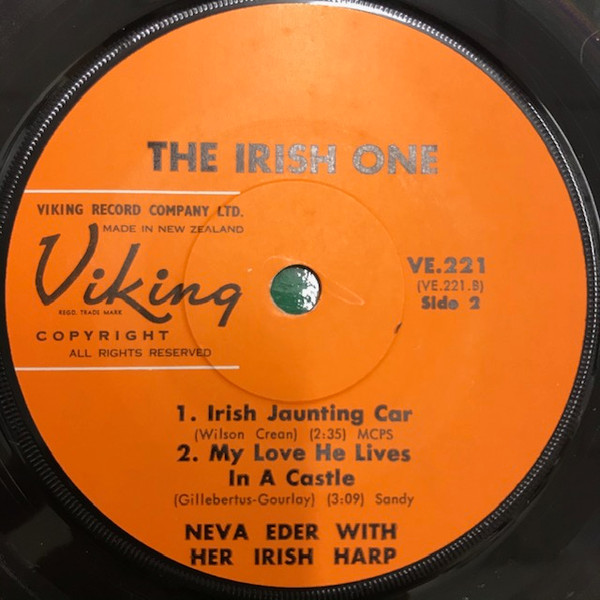 THE IRISH ONE
VIKING RECORD COMPANY LTD.
MADE IN NEW ZEALAND
Viking
REGD. TRADE MARK
COPYRIGHT
ALL RIGHTS RESERVED
VE.221
(VE.221.B)
Side 2
1. Irish Jaunting Car
(Wilson Crean) (2:35) MCPS
2. My Love He Lives
In A Castle
(Gillebertus-Gourlay) (3:09) Sandy
NEVA EDER WITH
HER IRISH HARP